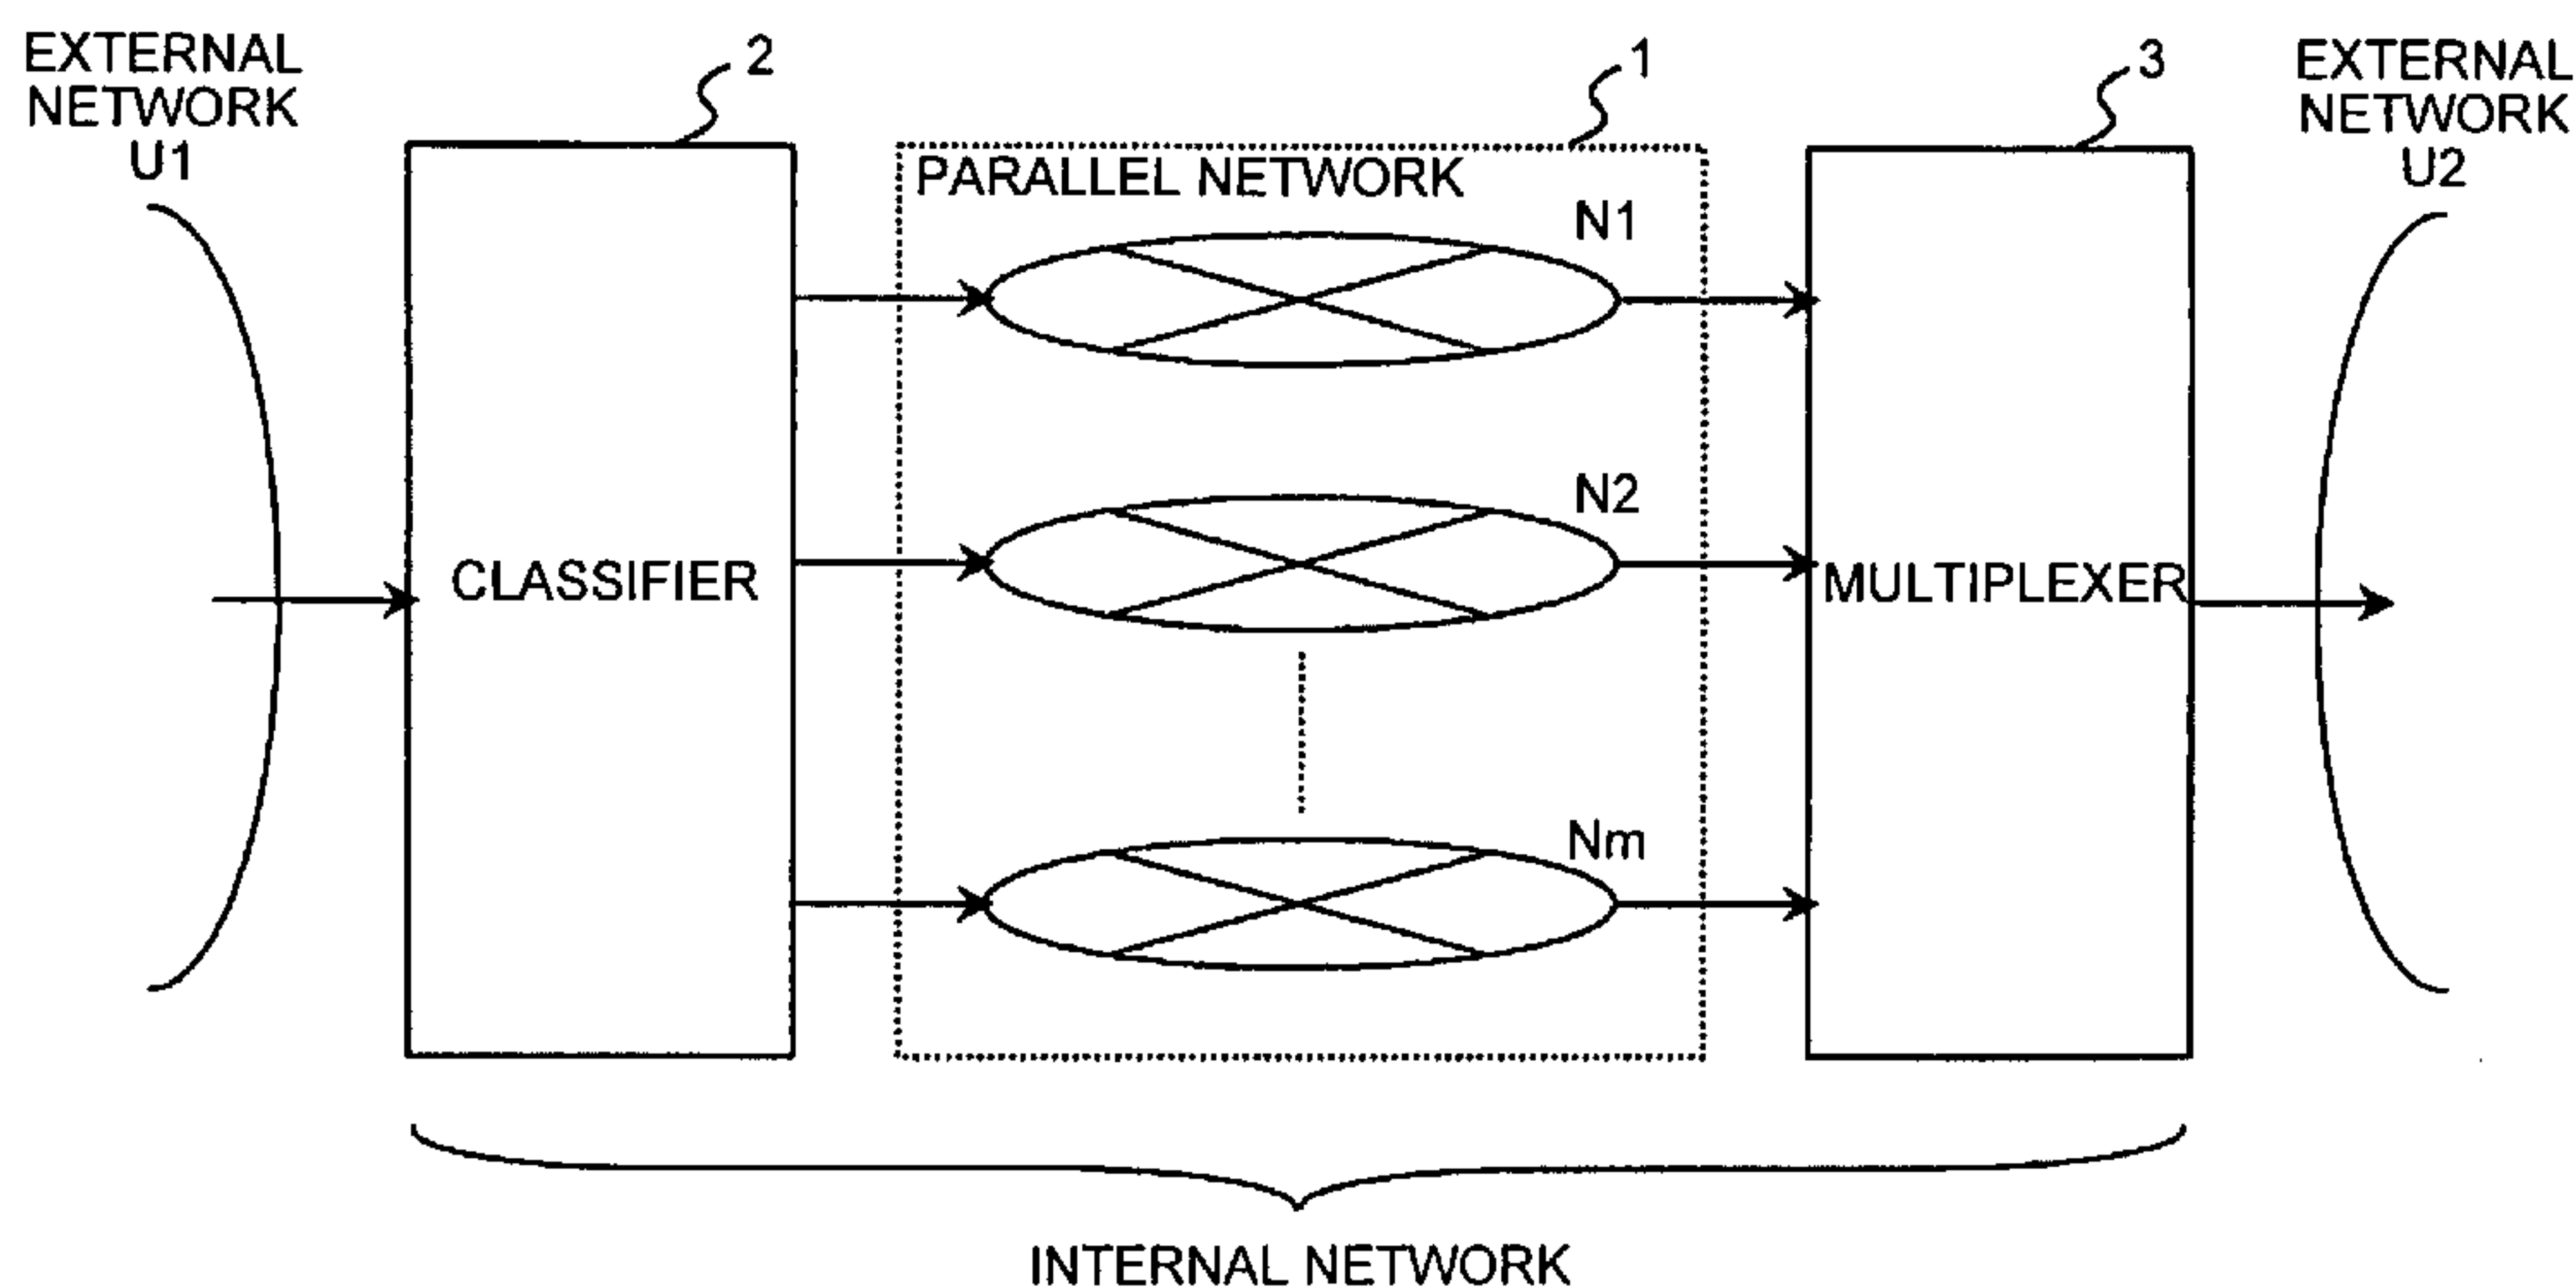 EXTERNAL
NETWORK
U1
2
1
3
EXTERNAL
NETWORK
U2
PARALLEL NETWORK
N1
N2
CLASSIFIER
MULTIPLEXER
Nm
INTERNAL NETWORK